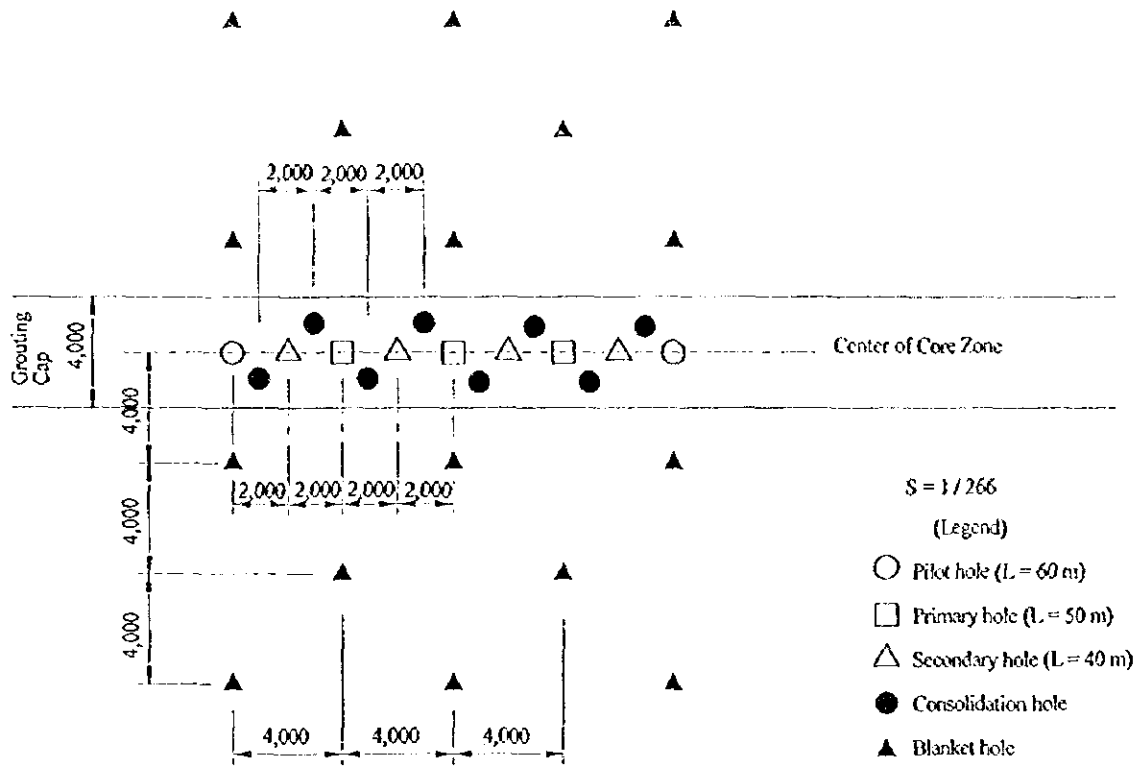 2,000
2,000
2,000
Grouting
Cap
4,000
Center of Core Zone
4,000
2,000
2,000
2,000
2,000
4,000
4,000
4,000
4,000
4,000
S = 1 / 266
(Legend)
Pilot hole (L = 60 m)
Primary hole (L = 50 m)
Secondary hole (L = 40 m)
Consolidation hole
Blanket hole